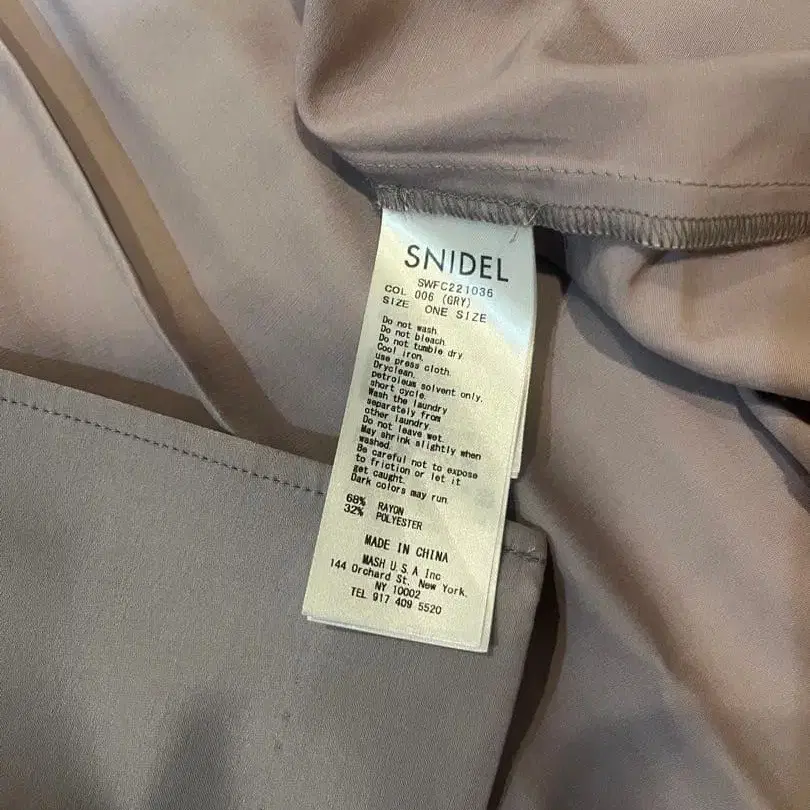 SNIDEL
SWFC221036
COL 006 (GRY)
SIZE ONE SIZE
Do not wash
Do not bleach
Do not tumble dry
Cool iron.
use press cloth.
Dryclean.
petroleum solvent only.
short cycle.
Wash the laundry
separately from
other laundry.
Do not leave wet.
May shrink slightly when
washed.
Be careful not to expose
to friction or let it
get caught.
Dark colors may run.
68% RAYON
32% POLYESTER
MADE IN CHINA
MASH U.S.A Inc
144 Orchard St. New York.
NY 10002
TEL 917 409 5520